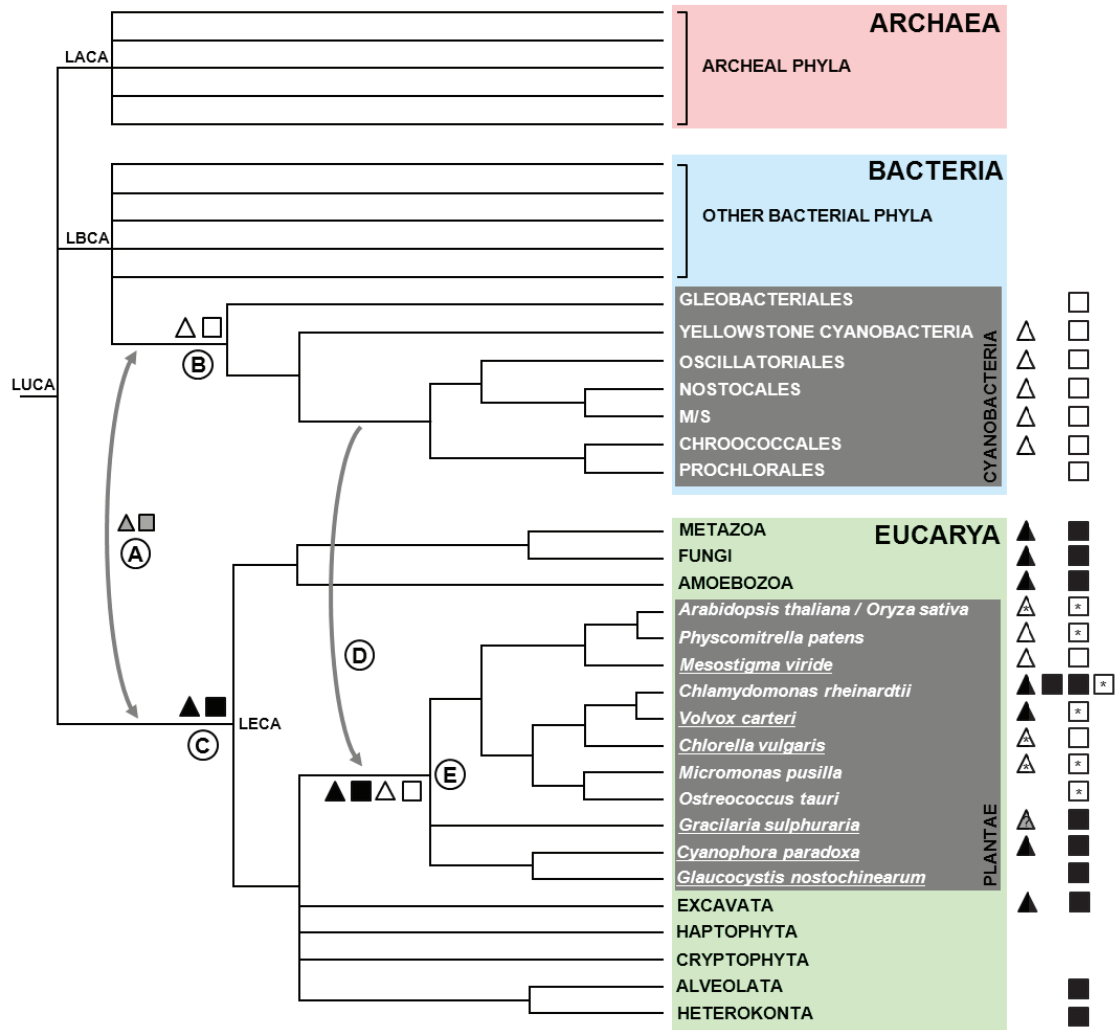 LACA
ARCHAEA
ARCHEAL PHYLA
BACTERIA
OTHER BACTERIAL PHYLA
LBCA
GLEOBACTERIALES
YELLOWSTONE CYANOBACTERIA
OSCILLATORIALES
NOSTOCALES
M/S
CHROOCOCCALES
PROCHLORALES
CYANOBACTERIA
B
LUCA
A
D
METAZOA
EUCARYA
FUNGI
AMOEBOZOA
Arabidopsis thaliana / Oryza sativa
* *
Physcomitrella patens
*
Mesostigma viride
Chlamydomonas rheinardtii
*
Volvox carteri
*
Chlorella vulgaris
*
Micromonas pusilla
* *
Ostreococcus tauri
*
Gracilaria sulphuraria
?
Cyanophora paradoxa
Glaucocystis nostochinearum
PLANTAE
C
LECA
E
EXCAVATA
HAPTOPHYTA
CRYPTOPHYTA
ALVEOLATA
HETEROKONTA